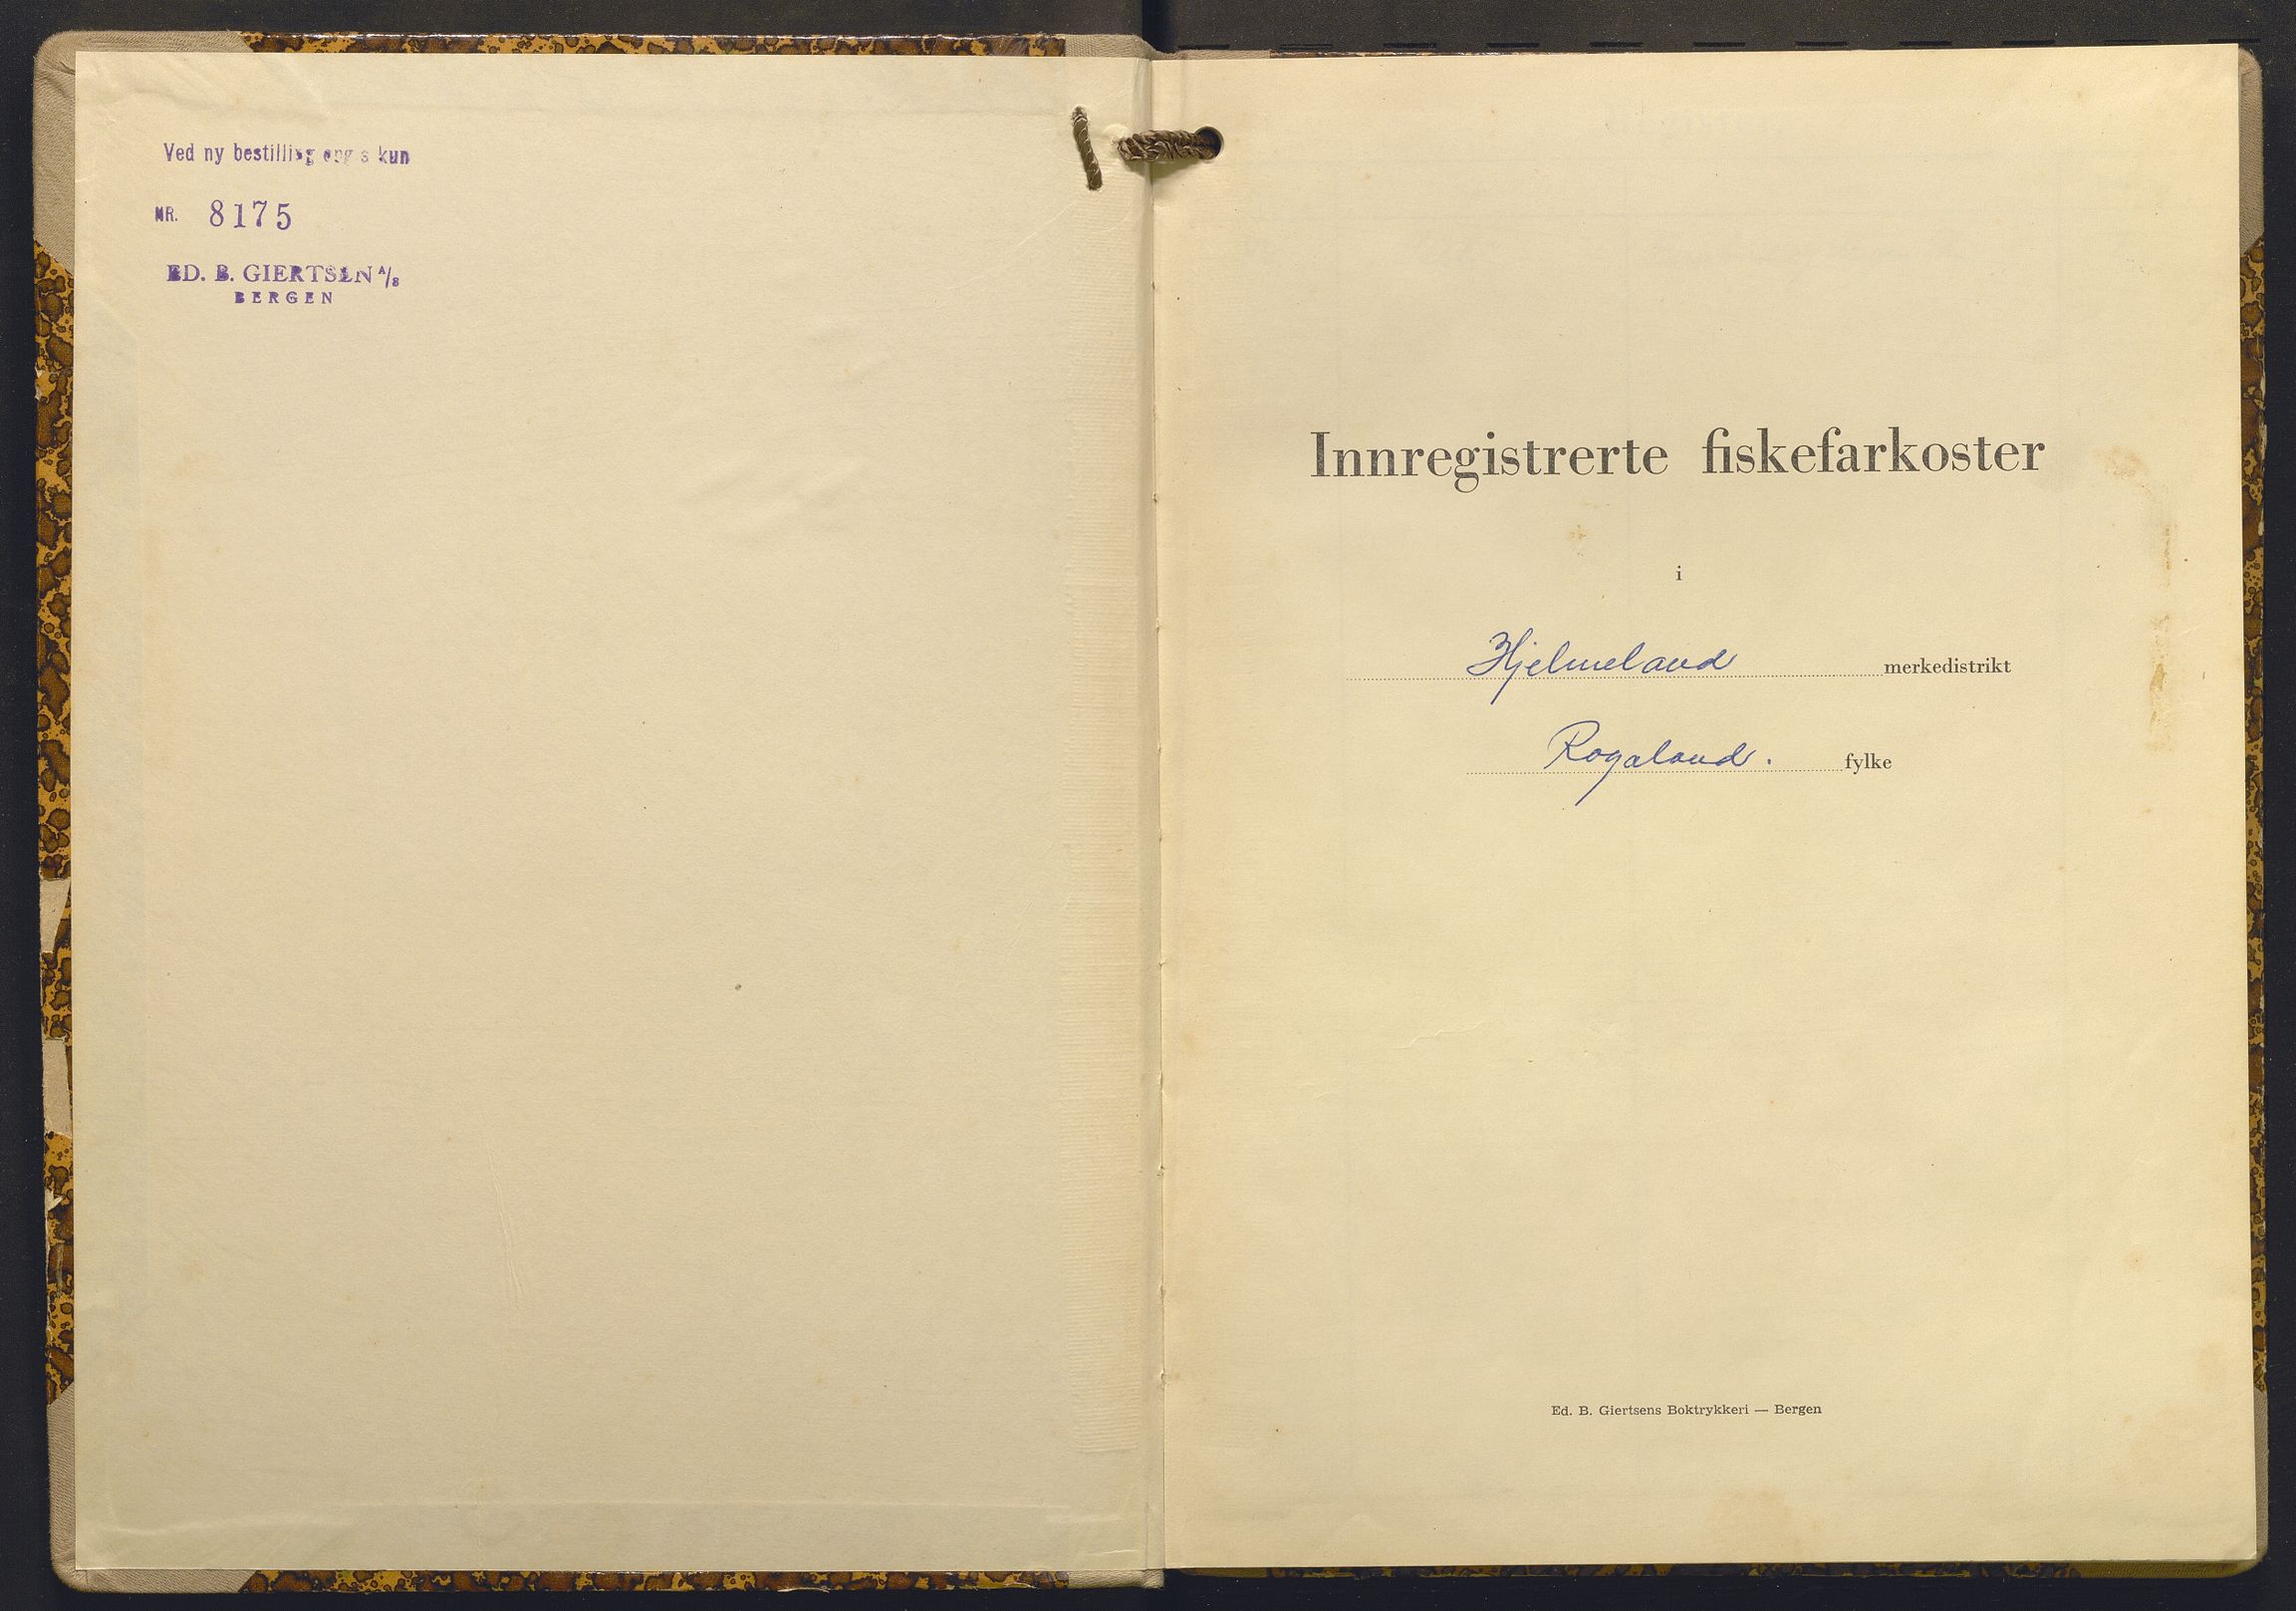 Ved ny bestilling opgis kun
NR. 8175
ED. B. GIERTSEN A/S
BERGEN
Innregistrerte fiskefarkoster
i
Hjelmeland merkedistrikt
Rogaland. fylke
Ed. B. Giertsens Boktrykkeri — Bergen